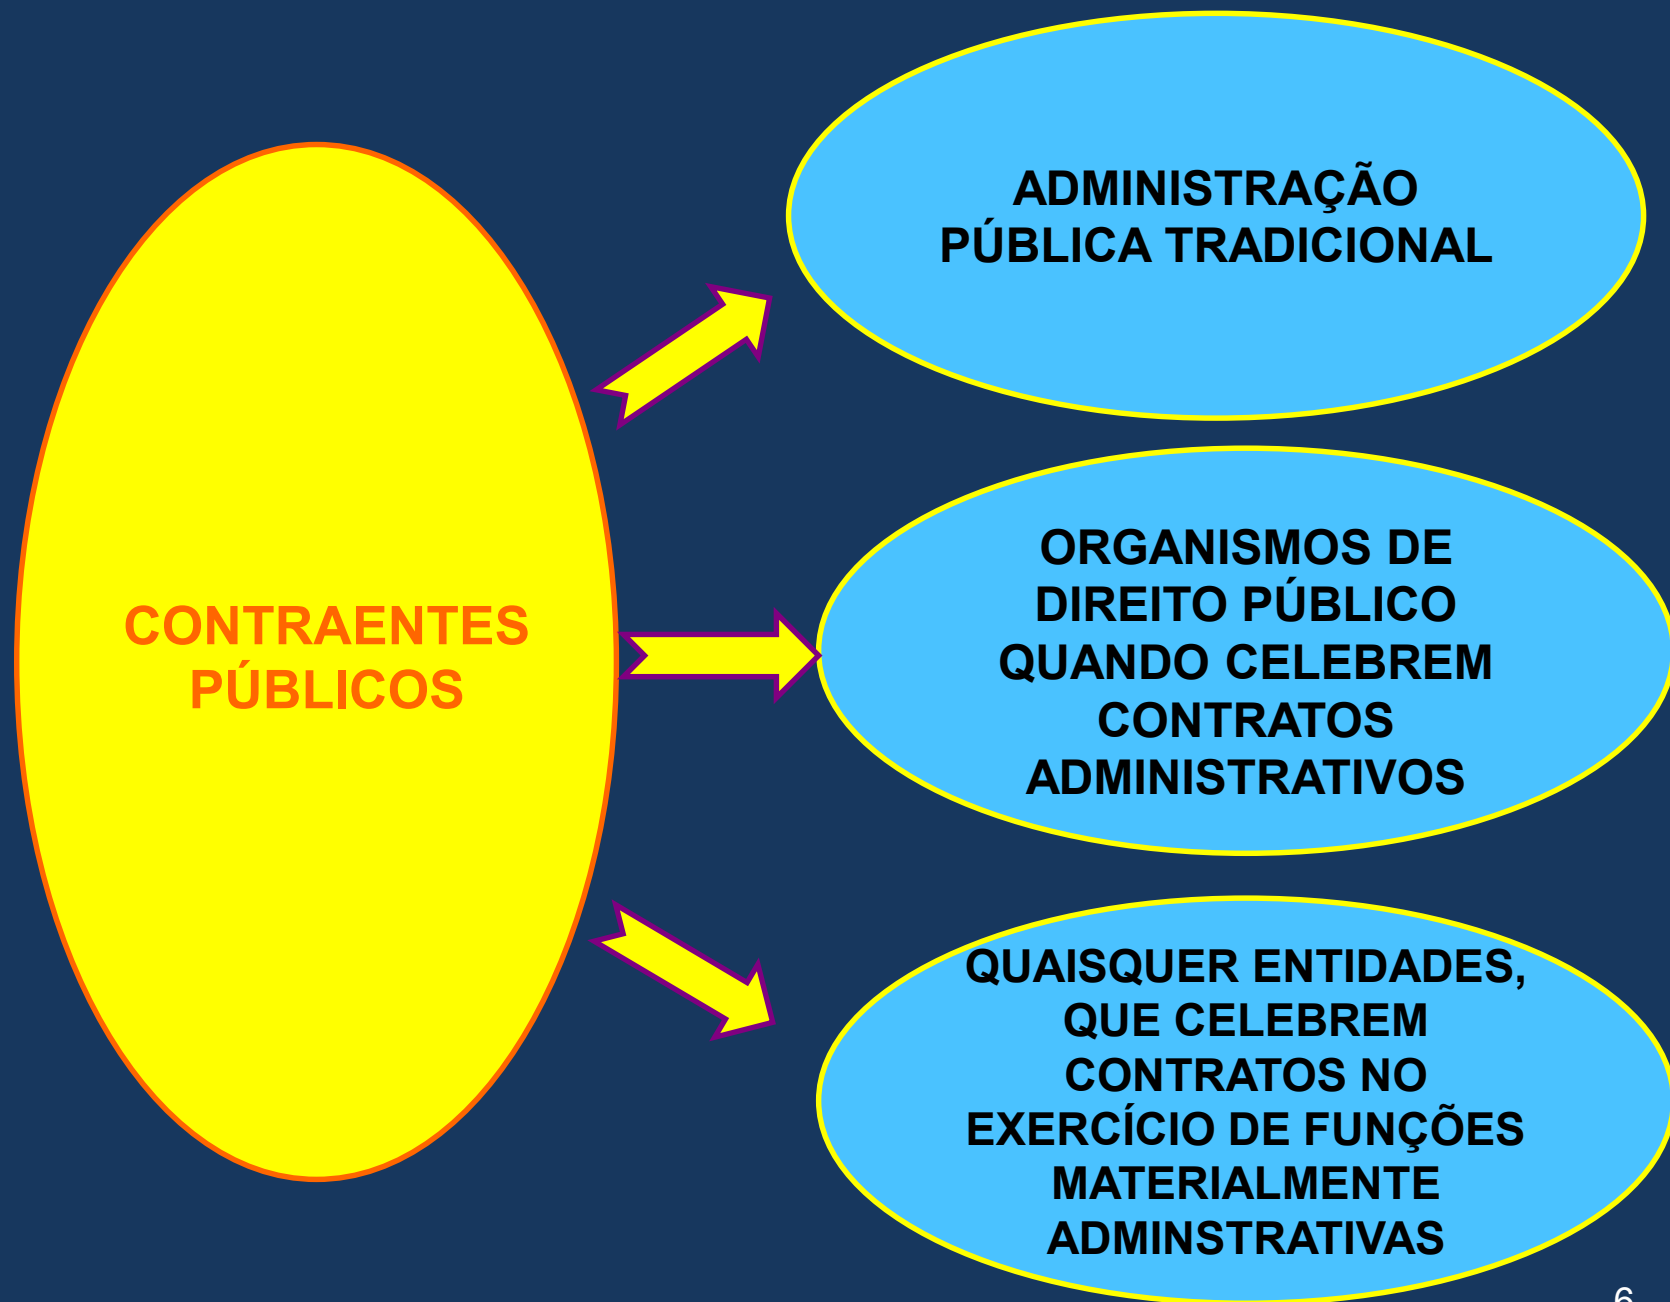 CONTRAENTES
PÚBLICOS
ADMINISTRAÇÃO
PÚBLICA TRADICIONAL
ORGANISMOS DE
DIREITO PÚBLICO
QUANDO CELEBREM
CONTRATOS
ADMINISTRATIVOS
QUAISQUER ENTIDADES,
QUE CELEBREM
CONTRATOS NO
EXERCÍCIO DE FUNÇÕES
MATERIALMENTE
ADMINSTRATIVAS
6